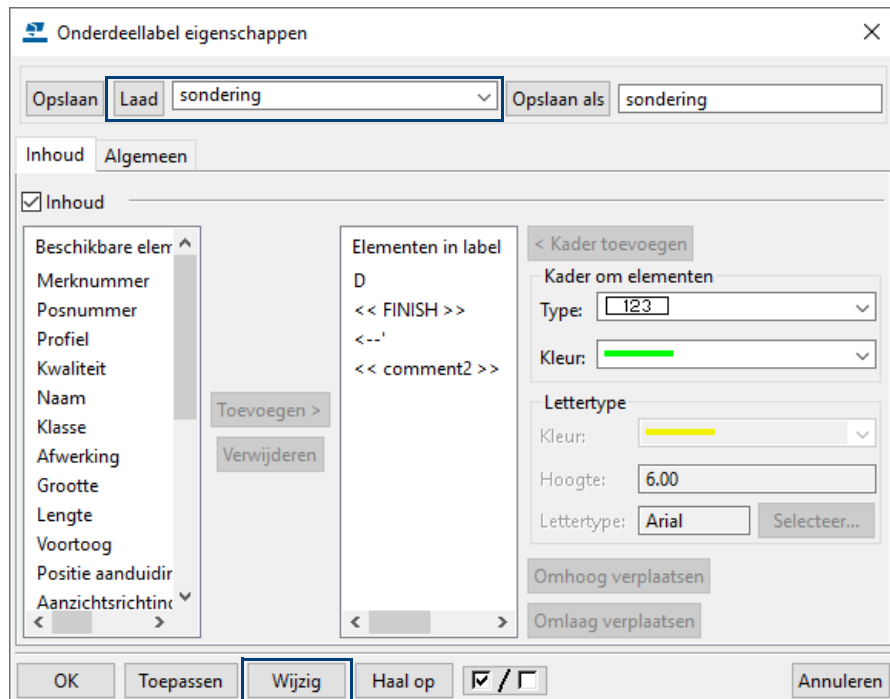 Onderdeellabel eigenschappen
Opslaan Laad sondering Opslaan als sondering
Inhoud Algemeen
Inhoud
Beschikbare elem
Merknummer
Posnummer
Profiel
Kwaliteit
Naam
Klasse
Afwerking
Grootte
Lengte
Voortoog
Positie aanduidin
Aanzichtsrichting
Toevoegen >
Verwijderen
Elementen in label
D
<< FINISH >>
<--'
<< comment2 >>
< Kader toevoegen
Kader om elementen
Type: 123
Kleur:
Lettertype
Kleur:
Hoogte: 6.00
Lettertype: Arial Selecteer...
Omhoog verplaatsen
Omlaag verplaatsen
OK Toepassen Wijzig Haal op / Annuleren